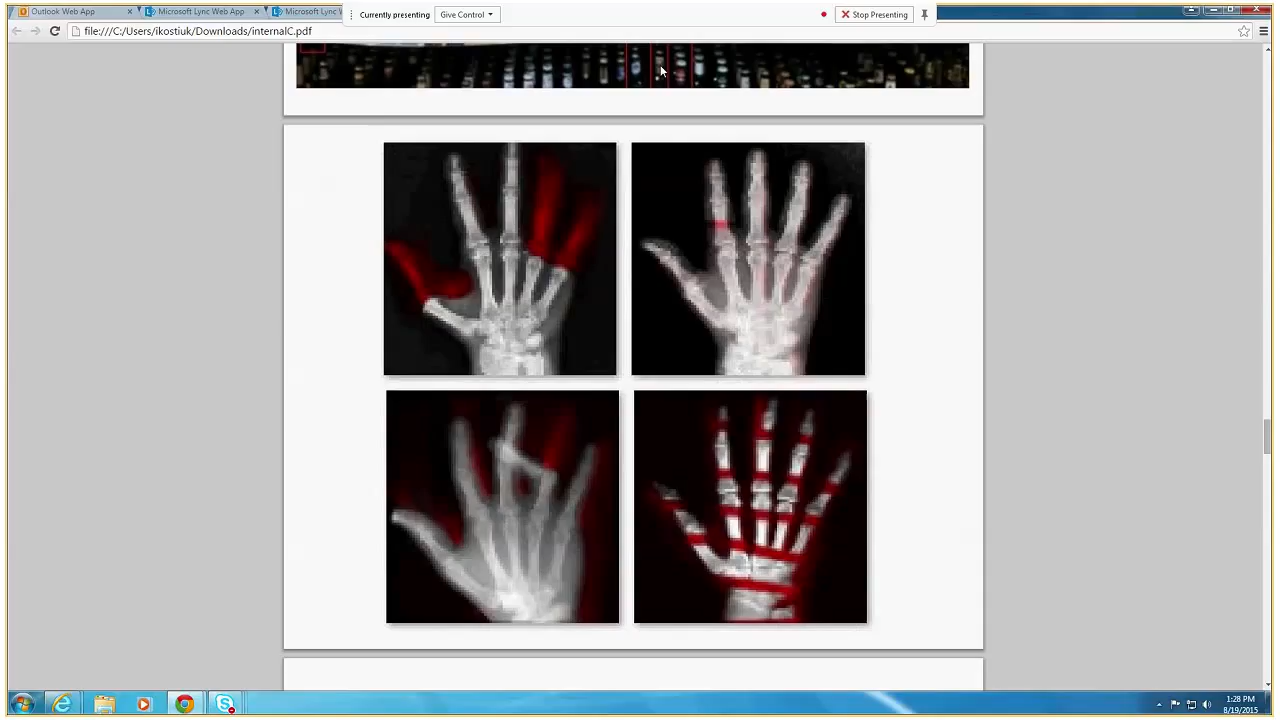 Outlook Web App
Microsoft Lync Web App
Microsoft Lync
Currently presenting
Give Control
Stop Presenting
file:///C:/Users/ikostiuk/Downloads/internalC.pdf
1:28 PM
8/19/2015